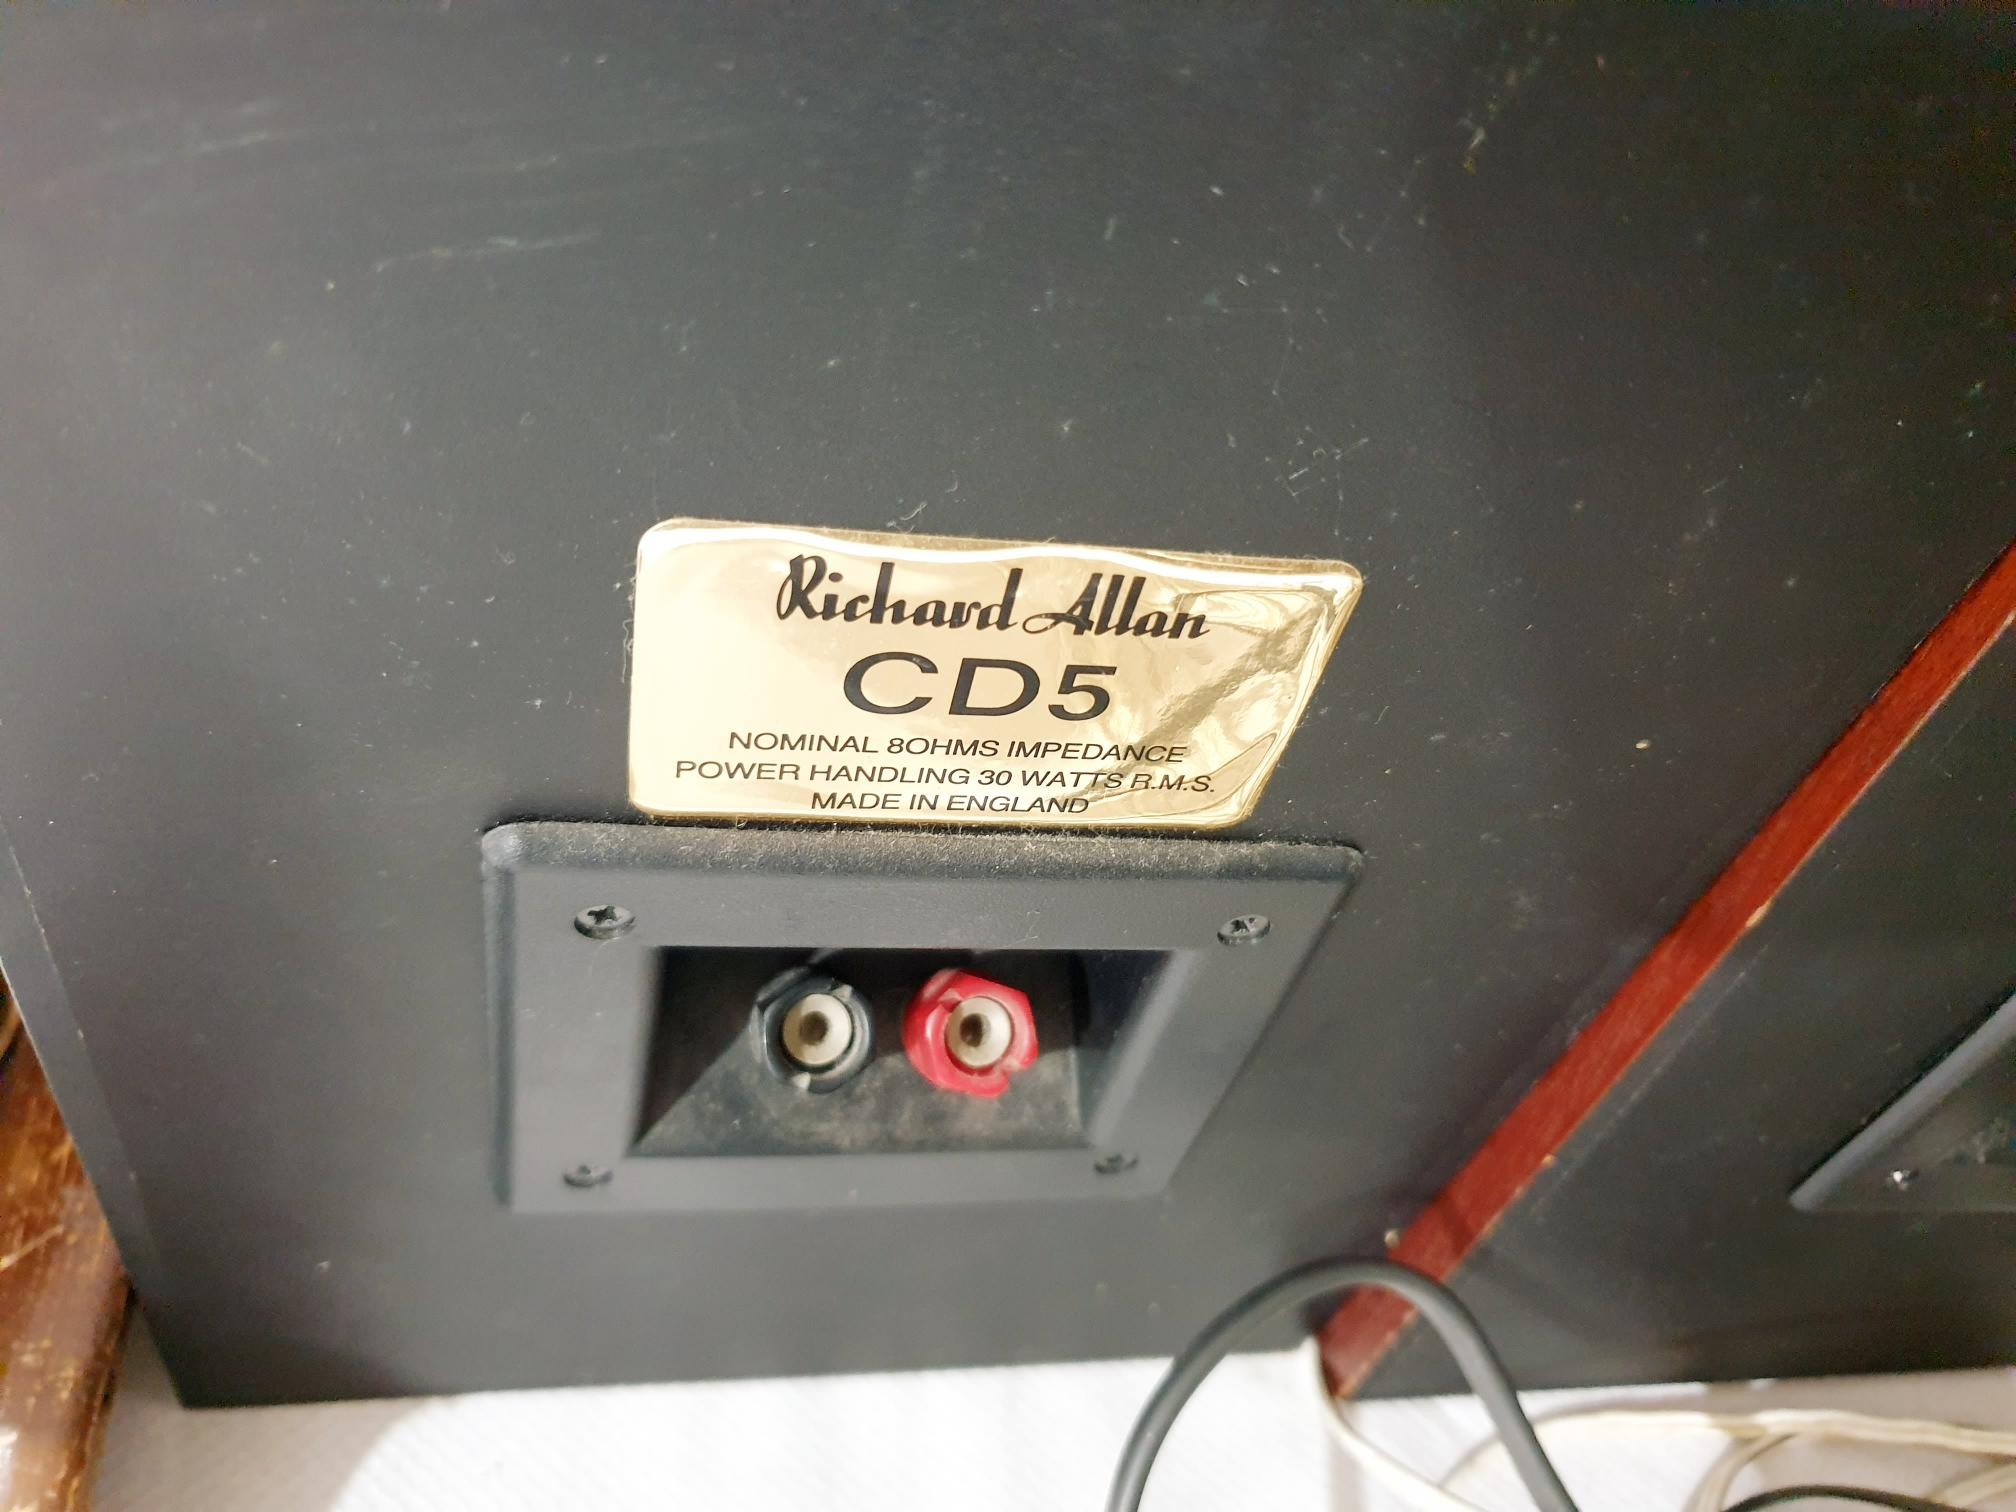 Richard Allan
CD5
NOMINAL 8OHMS IMPEDANCE
POWER HANDLING 30 WATTS R.M.S.
MADE IN ENGLAND